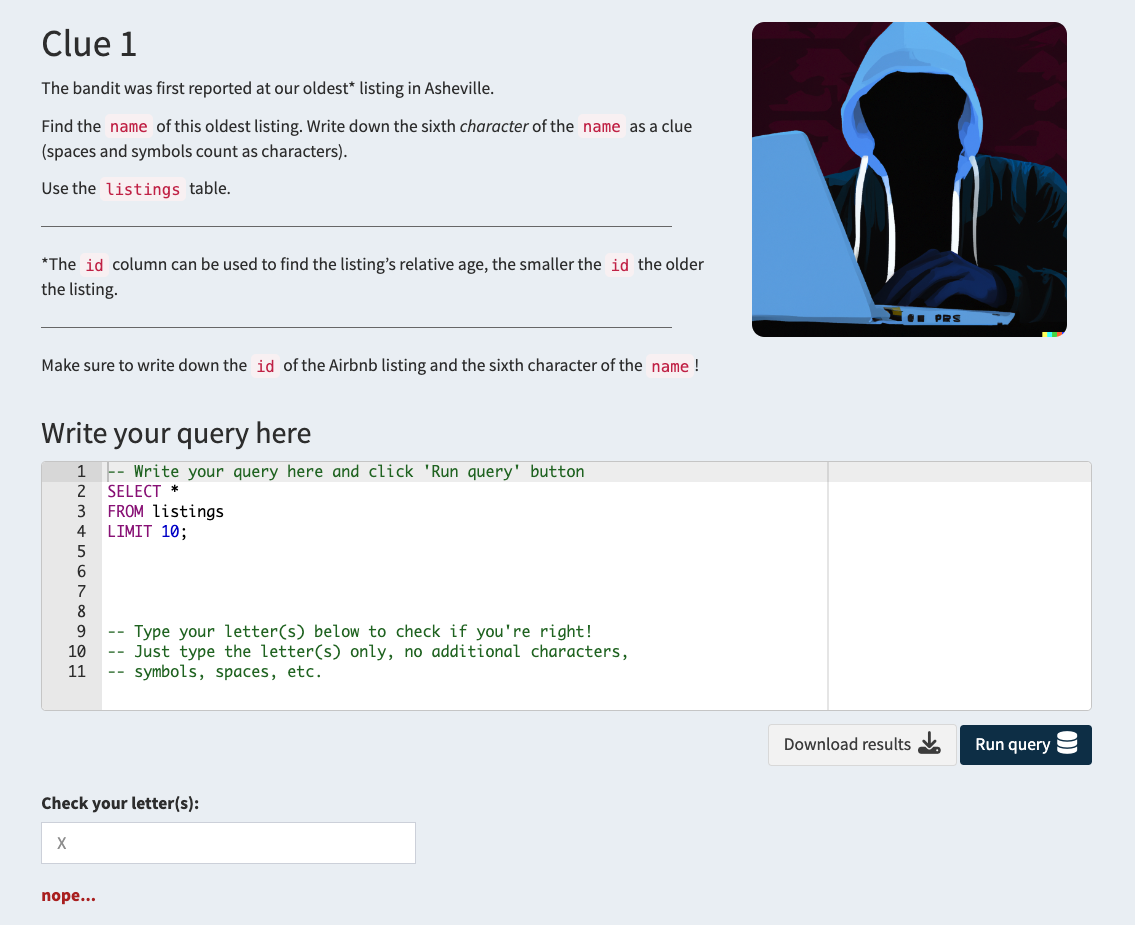 Clue 1
The bandit was first reported at our oldest* listing in Asheville.
Find the name of this oldest listing. Write down the sixth character of the name as a clue
(spaces and symbols count as characters).
Use the listings table.
*The id column can be used to find the listing’s relative age, the smaller the id the older
the listing.
Make sure to write down the id of the Airbnb listing and the sixth character of the name !
Write your query here
1 -- Write your query here and click 'Run query' button
2 SELECT *
3 FROM listings
4 LIMIT 10;
5
6
7
8
9 -- Type your letter(s) below to check if you're right!
10 -- Just type the letter(s) only, no additional characters,
11 -- symbols, spaces, etc.
Download results
Run query
Check your letter(s):
X
nope...